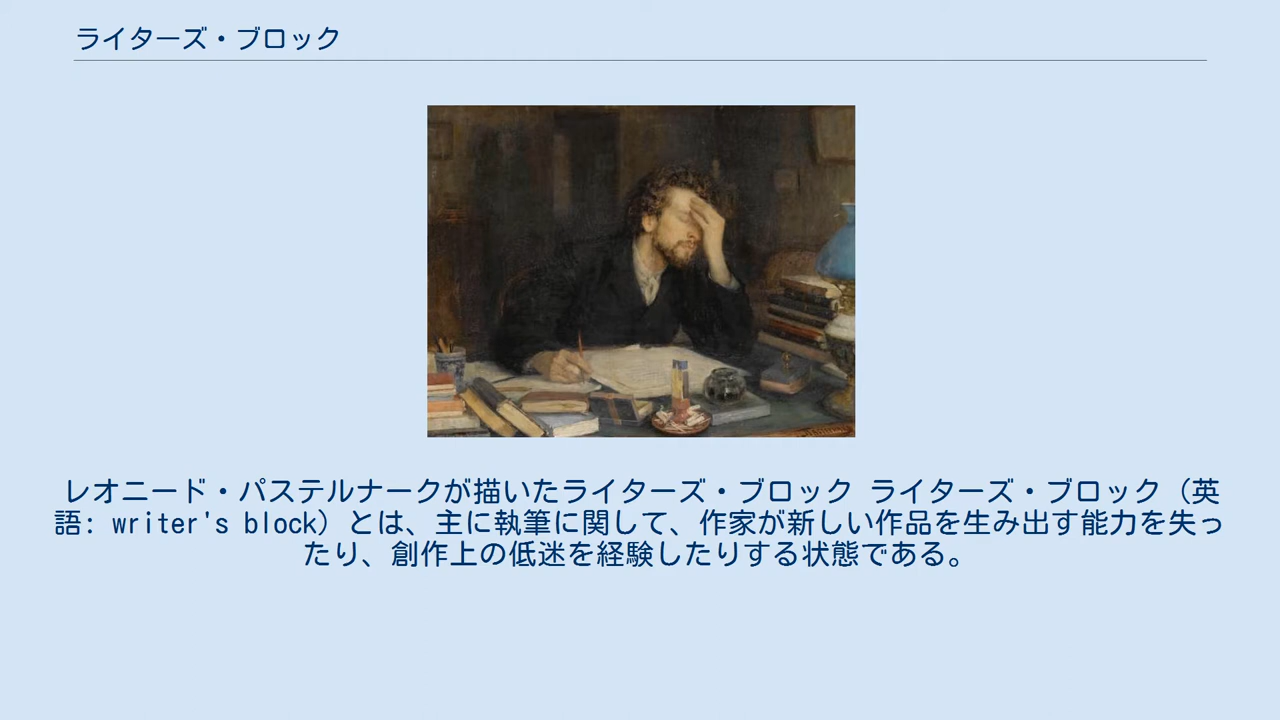 ライターズ・ブロック
レオニード・パステルナークが描いたライターズ・ブロック ライターズ・ブロック（英
語: writer's block）とは、主に執筆に関して、作家が新しい作品を生み出す能力を失っ
たり、創作上の低迷を経験したりする状態である。